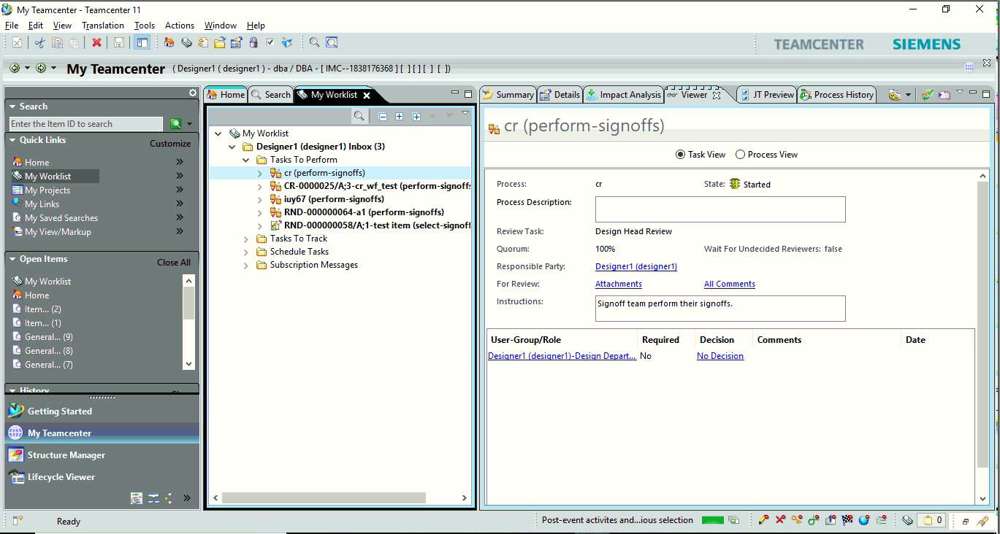 My Teamcenter - Teamcenter 11
File Edit View Translation Tools Actions Window Help
TEAMCENTER SIEMENS
My Teamcenter ( Designer1 ( designer1 ) - dba / DBA - [ IMC--1838176368 ] [ ] [ ] [ ] [ ])
Search
Enter the Item ID to search
Quick Links
Customize
Home
My Worklist
My Projects
My Links
My Saved Searches
My View/Markup
Open Items
Close All
My Worklist
Home
Item... (2)
Item... (1)
General... (9)
General... (8)
General... (7)
History
Getting Started
My Teamcenter
Structure Manager
Lifecycle Viewer
Home Search My Worklist
My Worklist
Designer1 (designer1) Inbox (3)
Tasks To Perform
cr (perform-signoffs)
CR-0000025/A;3-cr_wf_test (perform-signoffs
iuy67 (perform-signoffs)
RND-000000064-a1 (perform-signoffs)
RND-000000058/A;1-test item (select-signoff
Tasks To Track
Schedule Tasks
Subscription Messages
Summary Details Impact Analysis Viewer JT Preview Process History
cr (perform-signoffs)
Task View Process View
Process: cr State: Started
Process Description:
Review Task: Design Head Review
Quorum: 100% Wait For Undecided Reviewers: false
Responsible Party: Designer1 (designer1)
For Review: Attachments All Comments
Instructions: Signoff team perform their signoffs.
User-Group/Role Required Decision Comments Date
Designer1 (designer1)-Design Depart... No No Decision
Ready
Post-event activites and...ious selection
0